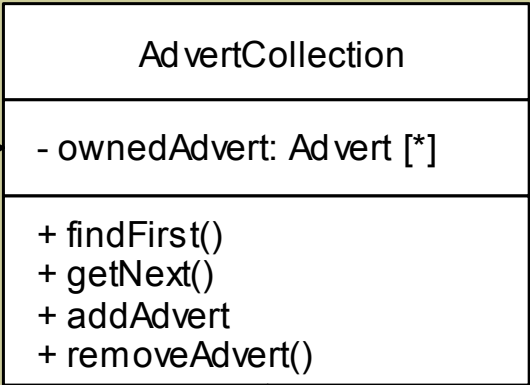 AdvertCollection
- ownedAdvert: Advert [*]
+ findFirst()
+ getNext()
+ addAdvert
+ removeAdvert()